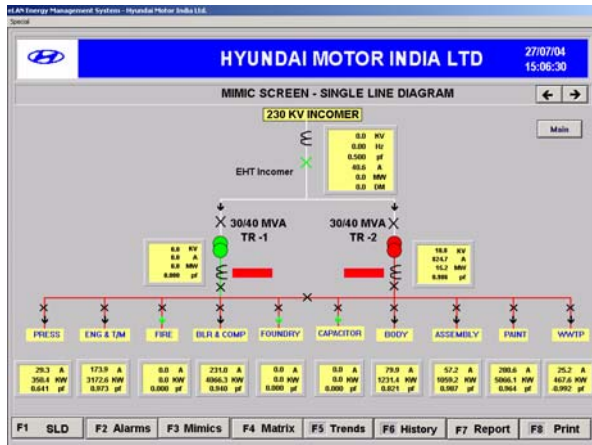 eLAN Energy Management System - Hyundai Motor India Ltd.
Special
HYUNDAI MOTOR INDIA LTD
27/07/04
15:06:30
MIMIC SCREEN - SINGLE LINE DIAGRAM
230 KV INCOMER
Main
0.0 KV
0.00 Hz
0.500 pf
40.6 A
0.0 MW
0.0 DM
EHT Incomer
30/40 MVA
TR -1
30/40 MVA
TR -2
0.0 KV
0.0 A
0.0 MW
0.000 pf
10.8 KV
824.7 A
15.2 MW
pf
PRESS ENG & T/M FIRE BLR & COMP FOUNDRY CAPACITOR BODY ASSEMBLY PAINT WWTP
29.3 A 173.9 A 0.0 A 231.0 A 0.0 A 0.0 A 79.9 A 57.2 A 288.6 A 25.2 A
350.4 KW 3172.6 KW 0.0 KW 4066.3 KW 0.0 KW 0.0 KW 1231.4 KW 1059.2 KW 5066.1 KW 467.6 KW
0.641 pf 0.973 pf 0.000 pf 0.940 pf 0.000 pf 0.000 pf 0.821 pf 0.987 pf 0.964 pf -0.992 pf
F1 SLD F2 Alarms F3 Mimics F4 Matrix F5 Trends F6 History F7 Report F8 Print